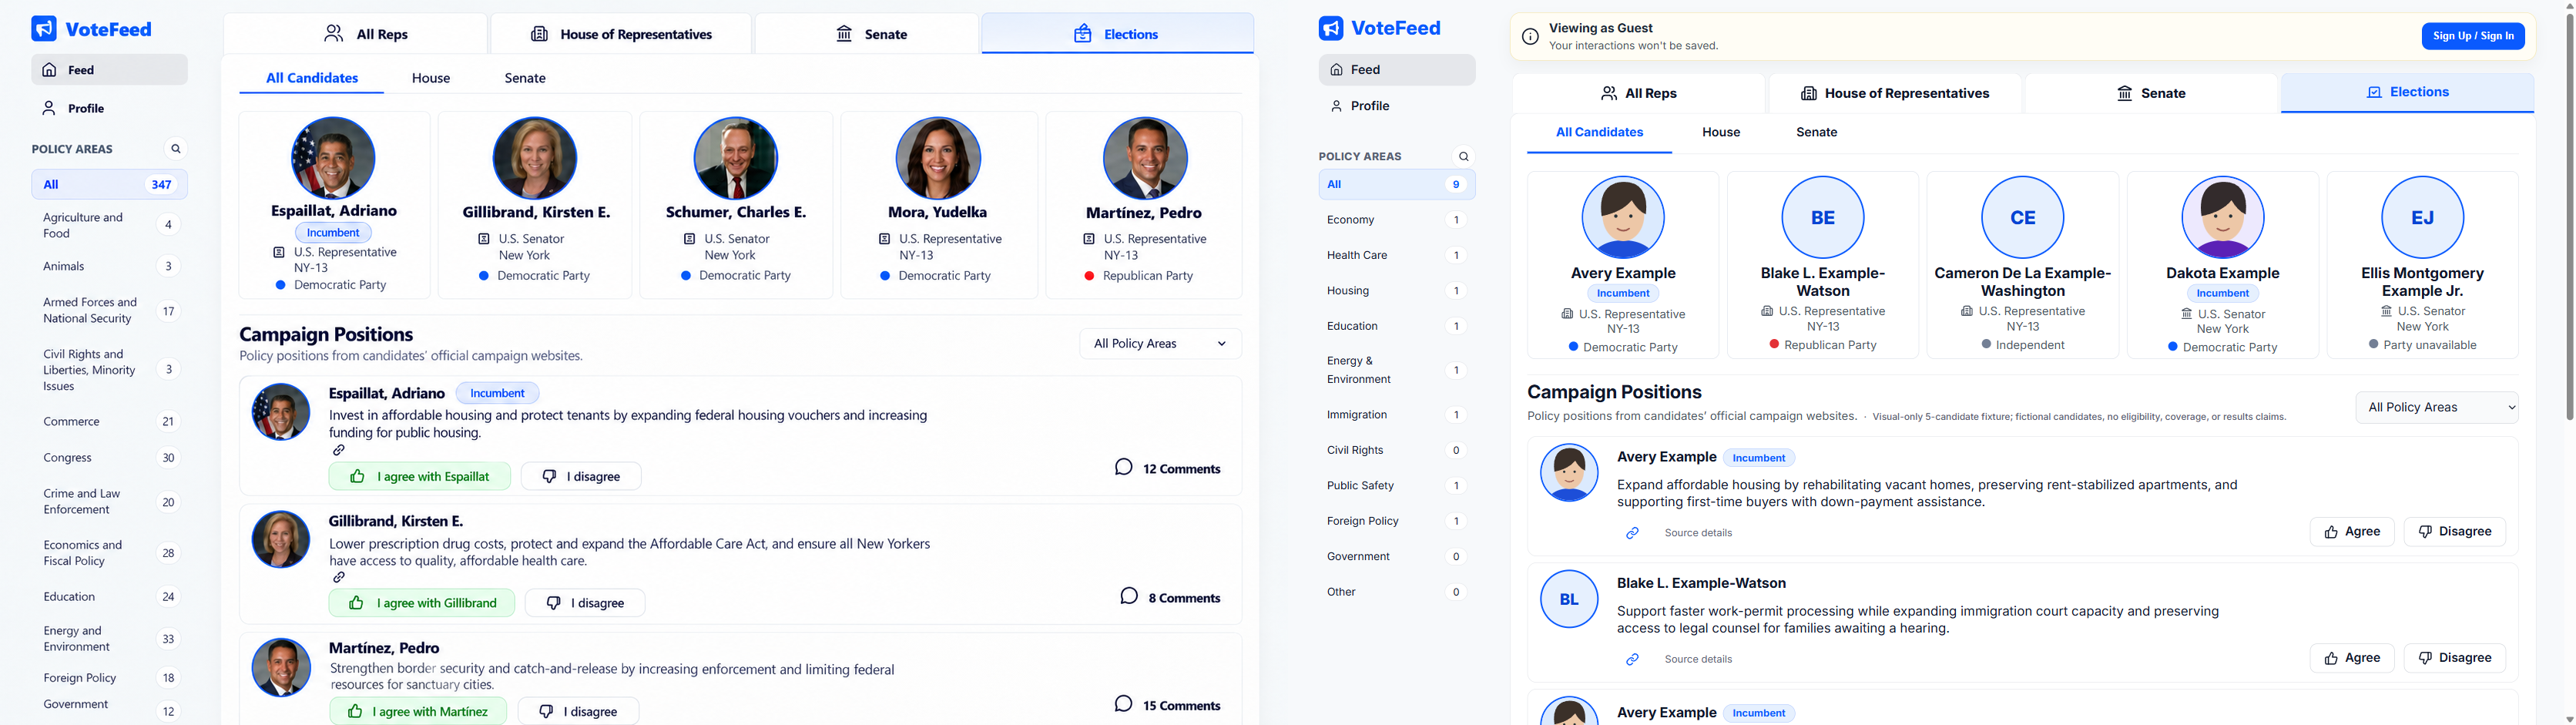 VoteFeed
Feed
Profile
POLICY AREAS
All 347
Agriculture and
Food 4
Animals 3
Armed Forces and
National Security 17
Civil Rights and
Liberties, Minority
Issues 3
Commerce 21
Congress 30
Crime and Law
Enforcement 20
Economics and
Fiscal Policy 28
Education 24
Energy and
Environment 33
Foreign Policy 18
Government 12
All Reps House of Representatives Senate Elections
All Candidates House Senate
Espaillat, Adriano
Incumbent
U.S. Representative
NY-13
Democratic Party
Gillibrand, Kirsten E.
U.S. Senator
New York
Democratic Party
Schumer, Charles E.
U.S. Senator
New York
Democratic Party
Mora, Yudelka
U.S. Representative
NY-13
Democratic Party
Martínez, Pedro
U.S. Representative
NY-13
Republican Party
Campaign Positions
Policy positions from candidates' official campaign websites.
All Policy Areas
Espaillat, Adriano Incumbent
Invest in affordable housing and protect tenants by expanding federal housing vouchers and increasing
funding for public housing.
I agree with Espaillat I disagree
12 Comments
Gillibrand, Kirsten E.
Lower prescription drug costs, protect and expand the Affordable Care Act, and ensure all New Yorkers
have access to quality, affordable health care.
I agree with Gillibrand I disagree
8 Comments
Martínez, Pedro
Strengthen border security and catch-and-release by increasing enforcement and limiting federal
resources for sanctuary cities.
I agree with Martínez I disagree
15 Comments
VoteFeed
Feed
Profile
POLICY AREAS
All 9
Economy 1
Health Care 1
Housing 1
Education 1
Energy &
Environment 1
Immigration 1
Civil Rights 0
Public Safety 1
Foreign Policy 1
Government 0
Other 0
Viewing as Guest
Your interactions won't be saved.
Sign Up / Sign In
All Reps House of Representatives Senate Elections
All Candidates House Senate
Avery Example
Incumbent
U.S. Representative
NY-13
Democratic Party
BE
Blake L. Example-
Watson
U.S. Representative
NY-13
Republican Party
CE
Cameron De La Example-
Washington
U.S. Representative
NY-13
Independent
Dakota Example
Incumbent
U.S. Senator
New York
Democratic Party
EJ
Ellis Montgomery
Example Jr.
U.S. Senator
New York
Party unavailable
Campaign Positions
Policy positions from candidates' official campaign websites. · Visual-only 5-candidate fixture; fictional candidates, no eligibility, coverage, or results claims.
All Policy Areas
Avery Example Incumbent
Expand affordable housing by rehabilitating vacant homes, preserving rent-stabilized apartments, and
supporting first-time buyers with down-payment assistance.
Source details
Agree Disagree
BL
Blake L. Example-Watson
Support faster work-permit processing while expanding immigration court capacity and preserving
access to legal counsel for families awaiting a hearing.
Source details
Agree Disagree
Avery Example Incumbent